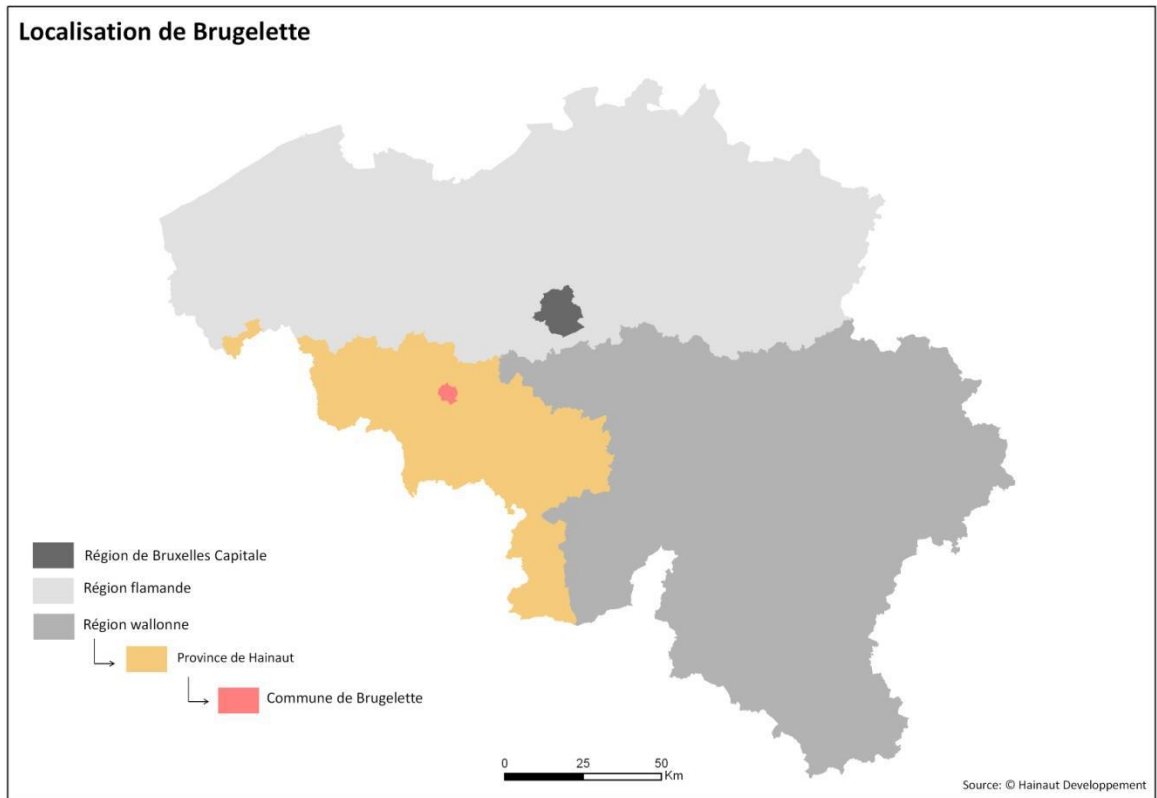 Localisation de Brugelette
Région de Bruxelles Capitale
Région flamande
Région wallonne
Province de Hainaut
Commune de Brugelette
0 25 50
Km
Source: © Hainaut Developpement